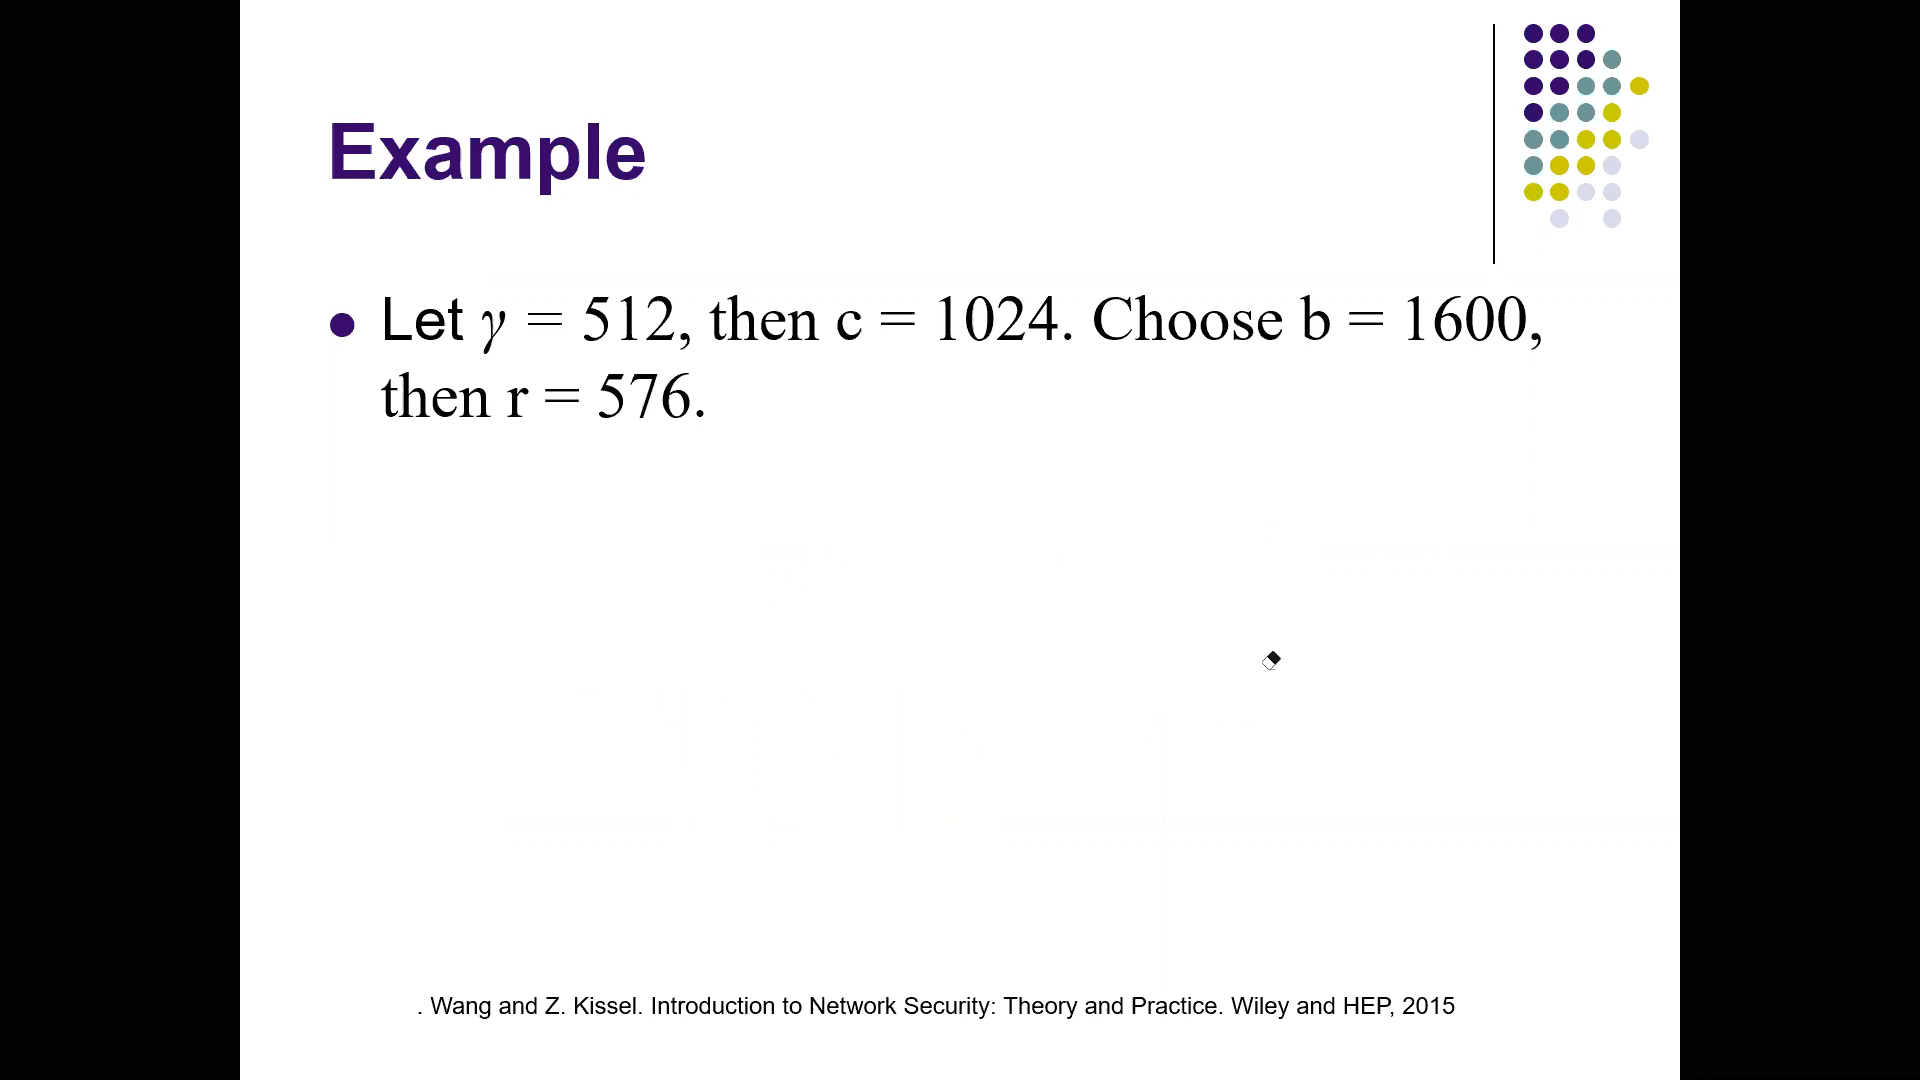 Example
● Let γ = 512, then c = 1024. Choose b = 1600,
then r = 576.
. Wang and Z. Kissel. Introduction to Network Security: Theory and Practice. Wiley and HEP, 2015